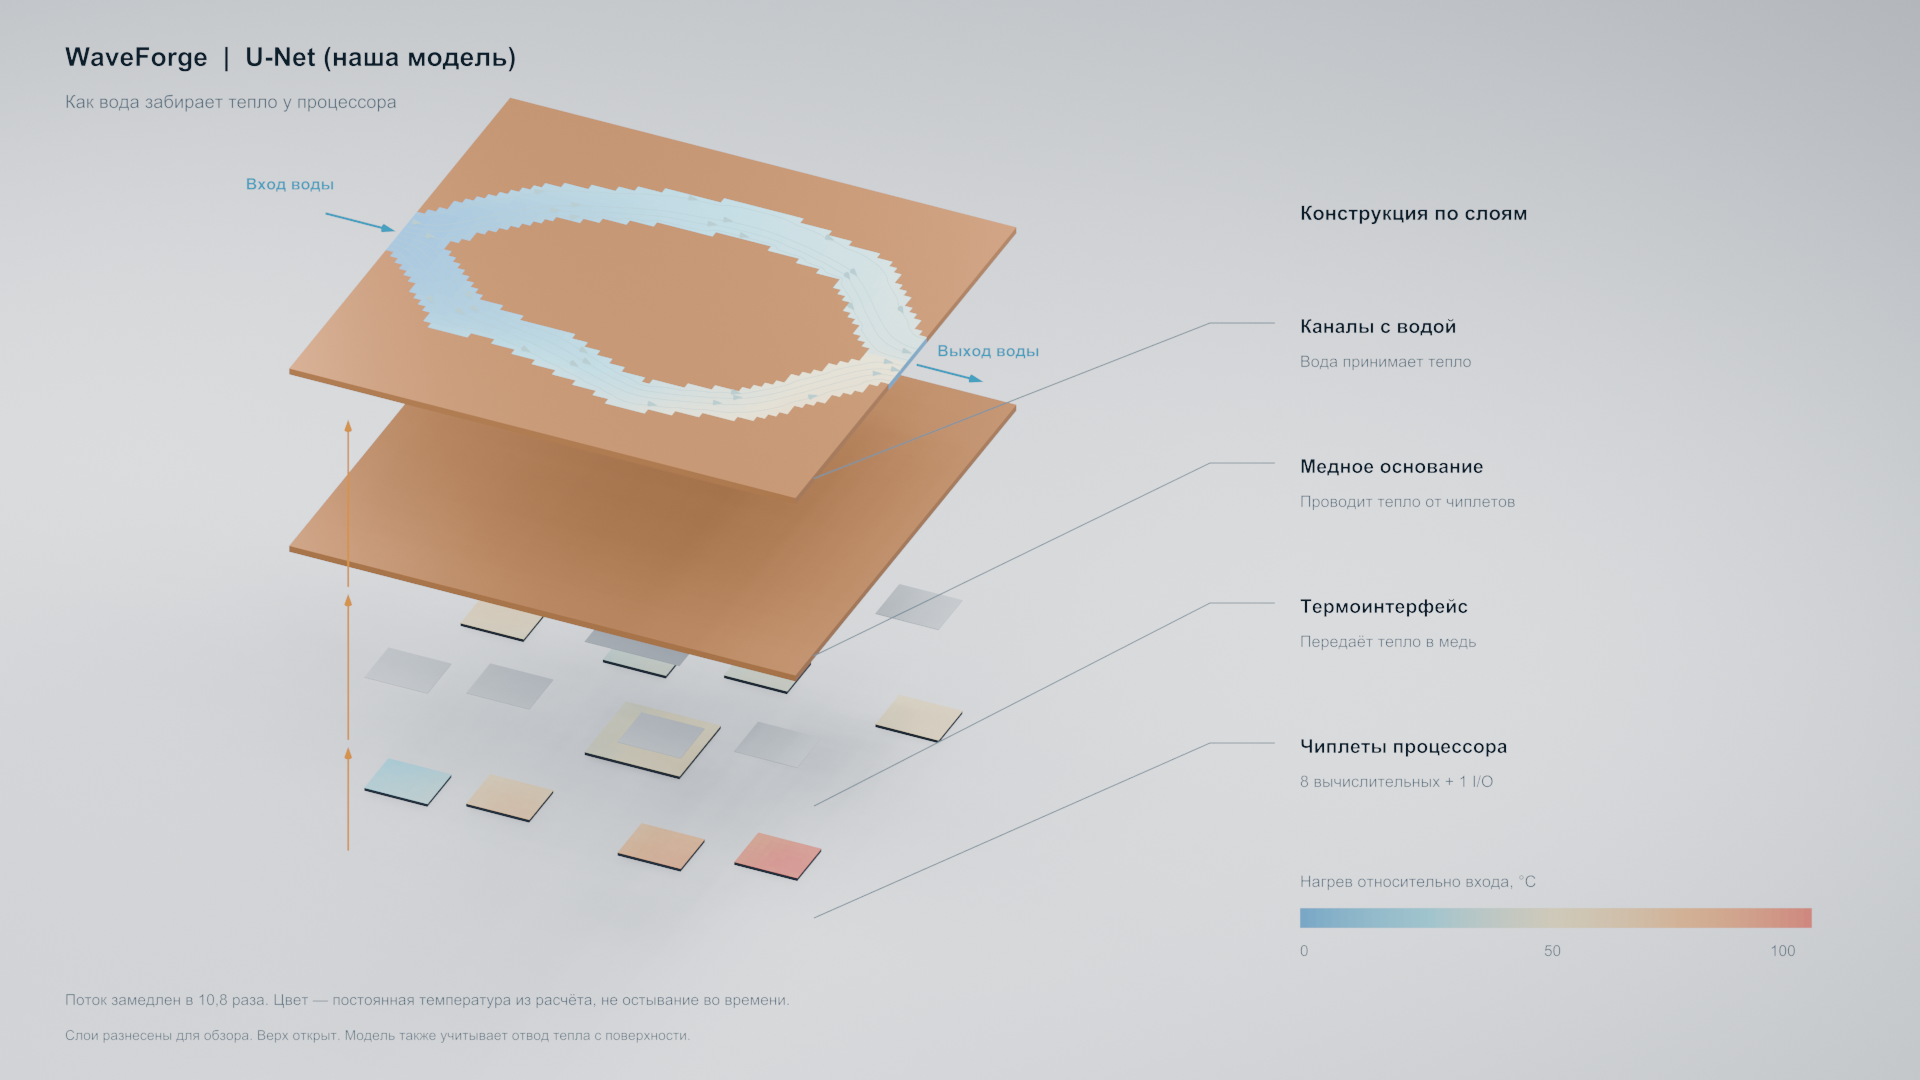 WaveForge | U-Net (наша модель)
Как вода забирает тепло у процессора
Вход воды
Выход воды
Конструкция по слоям
Каналы с водой
Вода принимает тепло
Медное основание
Проводит тепло от чиплетов
Термоинтерфейс
Передаёт тепло в медь
Чиплеты процессора
8 вычислительных + 1 I/O
Нагрев относительно входа, °C
0 50 100
Поток замедлен в 10,8 раза. Цвет — постоянная температура из расчёта, не остывание во времени.
Слои разнесены для обзора. Верх открыт. Модель также учитывает отвод тепла с поверхности.